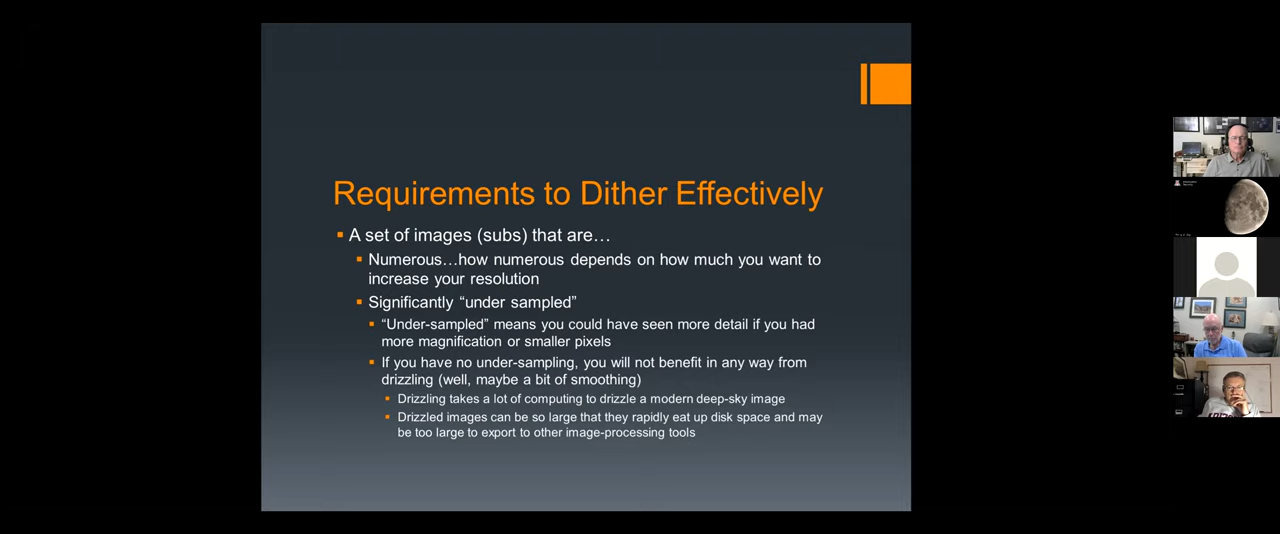 Requirements to Dither Effectively
A set of images (subs) that are…
Numerous…how numerous depends on how much you want to
increase your resolution
Significantly “under sampled”
“Under-sampled” means you could have seen more detail if you had
more magnification or smaller pixels
If you have no under-sampling, you will not benefit in any way from
drizzling (well, maybe a bit of smoothing)
Drizzling takes a lot of computing to drizzle a modern deep-sky image
Drizzled images can be so large that they rapidly eat up disk space and may
be too large to export to other image-processing tools